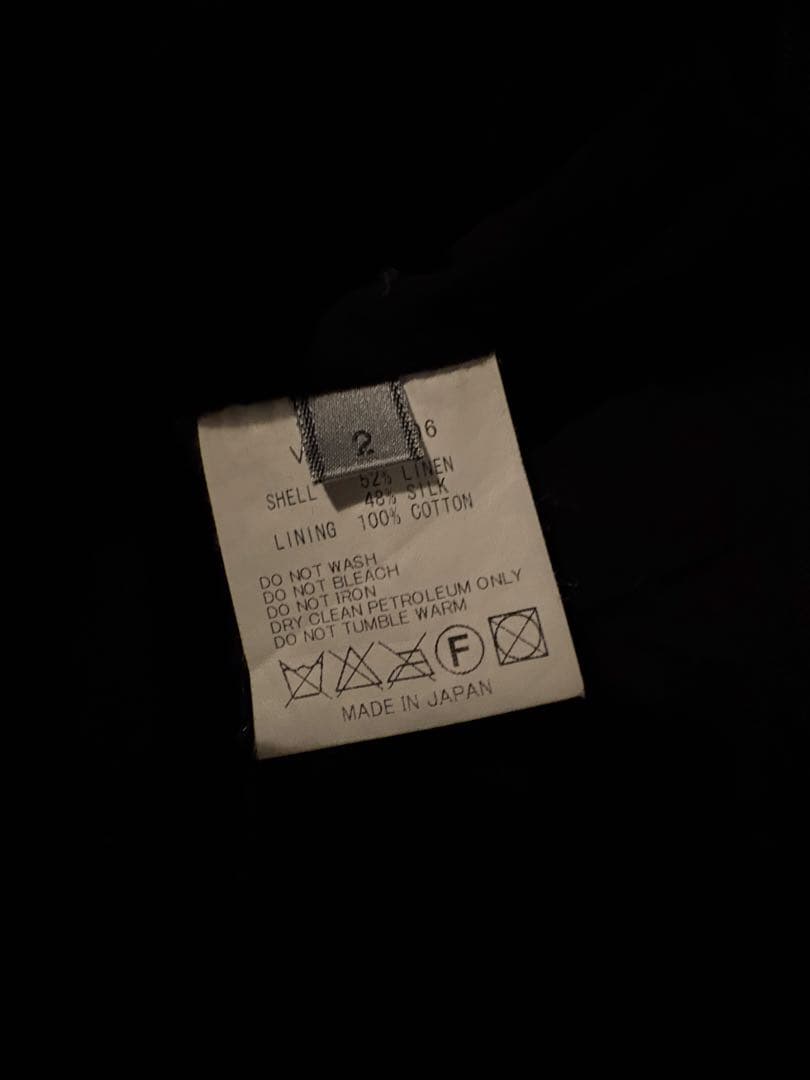 2
V 06
SHELL 52% LINEN
48% SILK
LINING 100% COTTON
DO NOT WASH
DO NOT BLEACH
DO NOT IRON
DRY CLEAN PETROLEUM ONLY
DO NOT TUMBLE WARM
F
MADE IN JAPAN